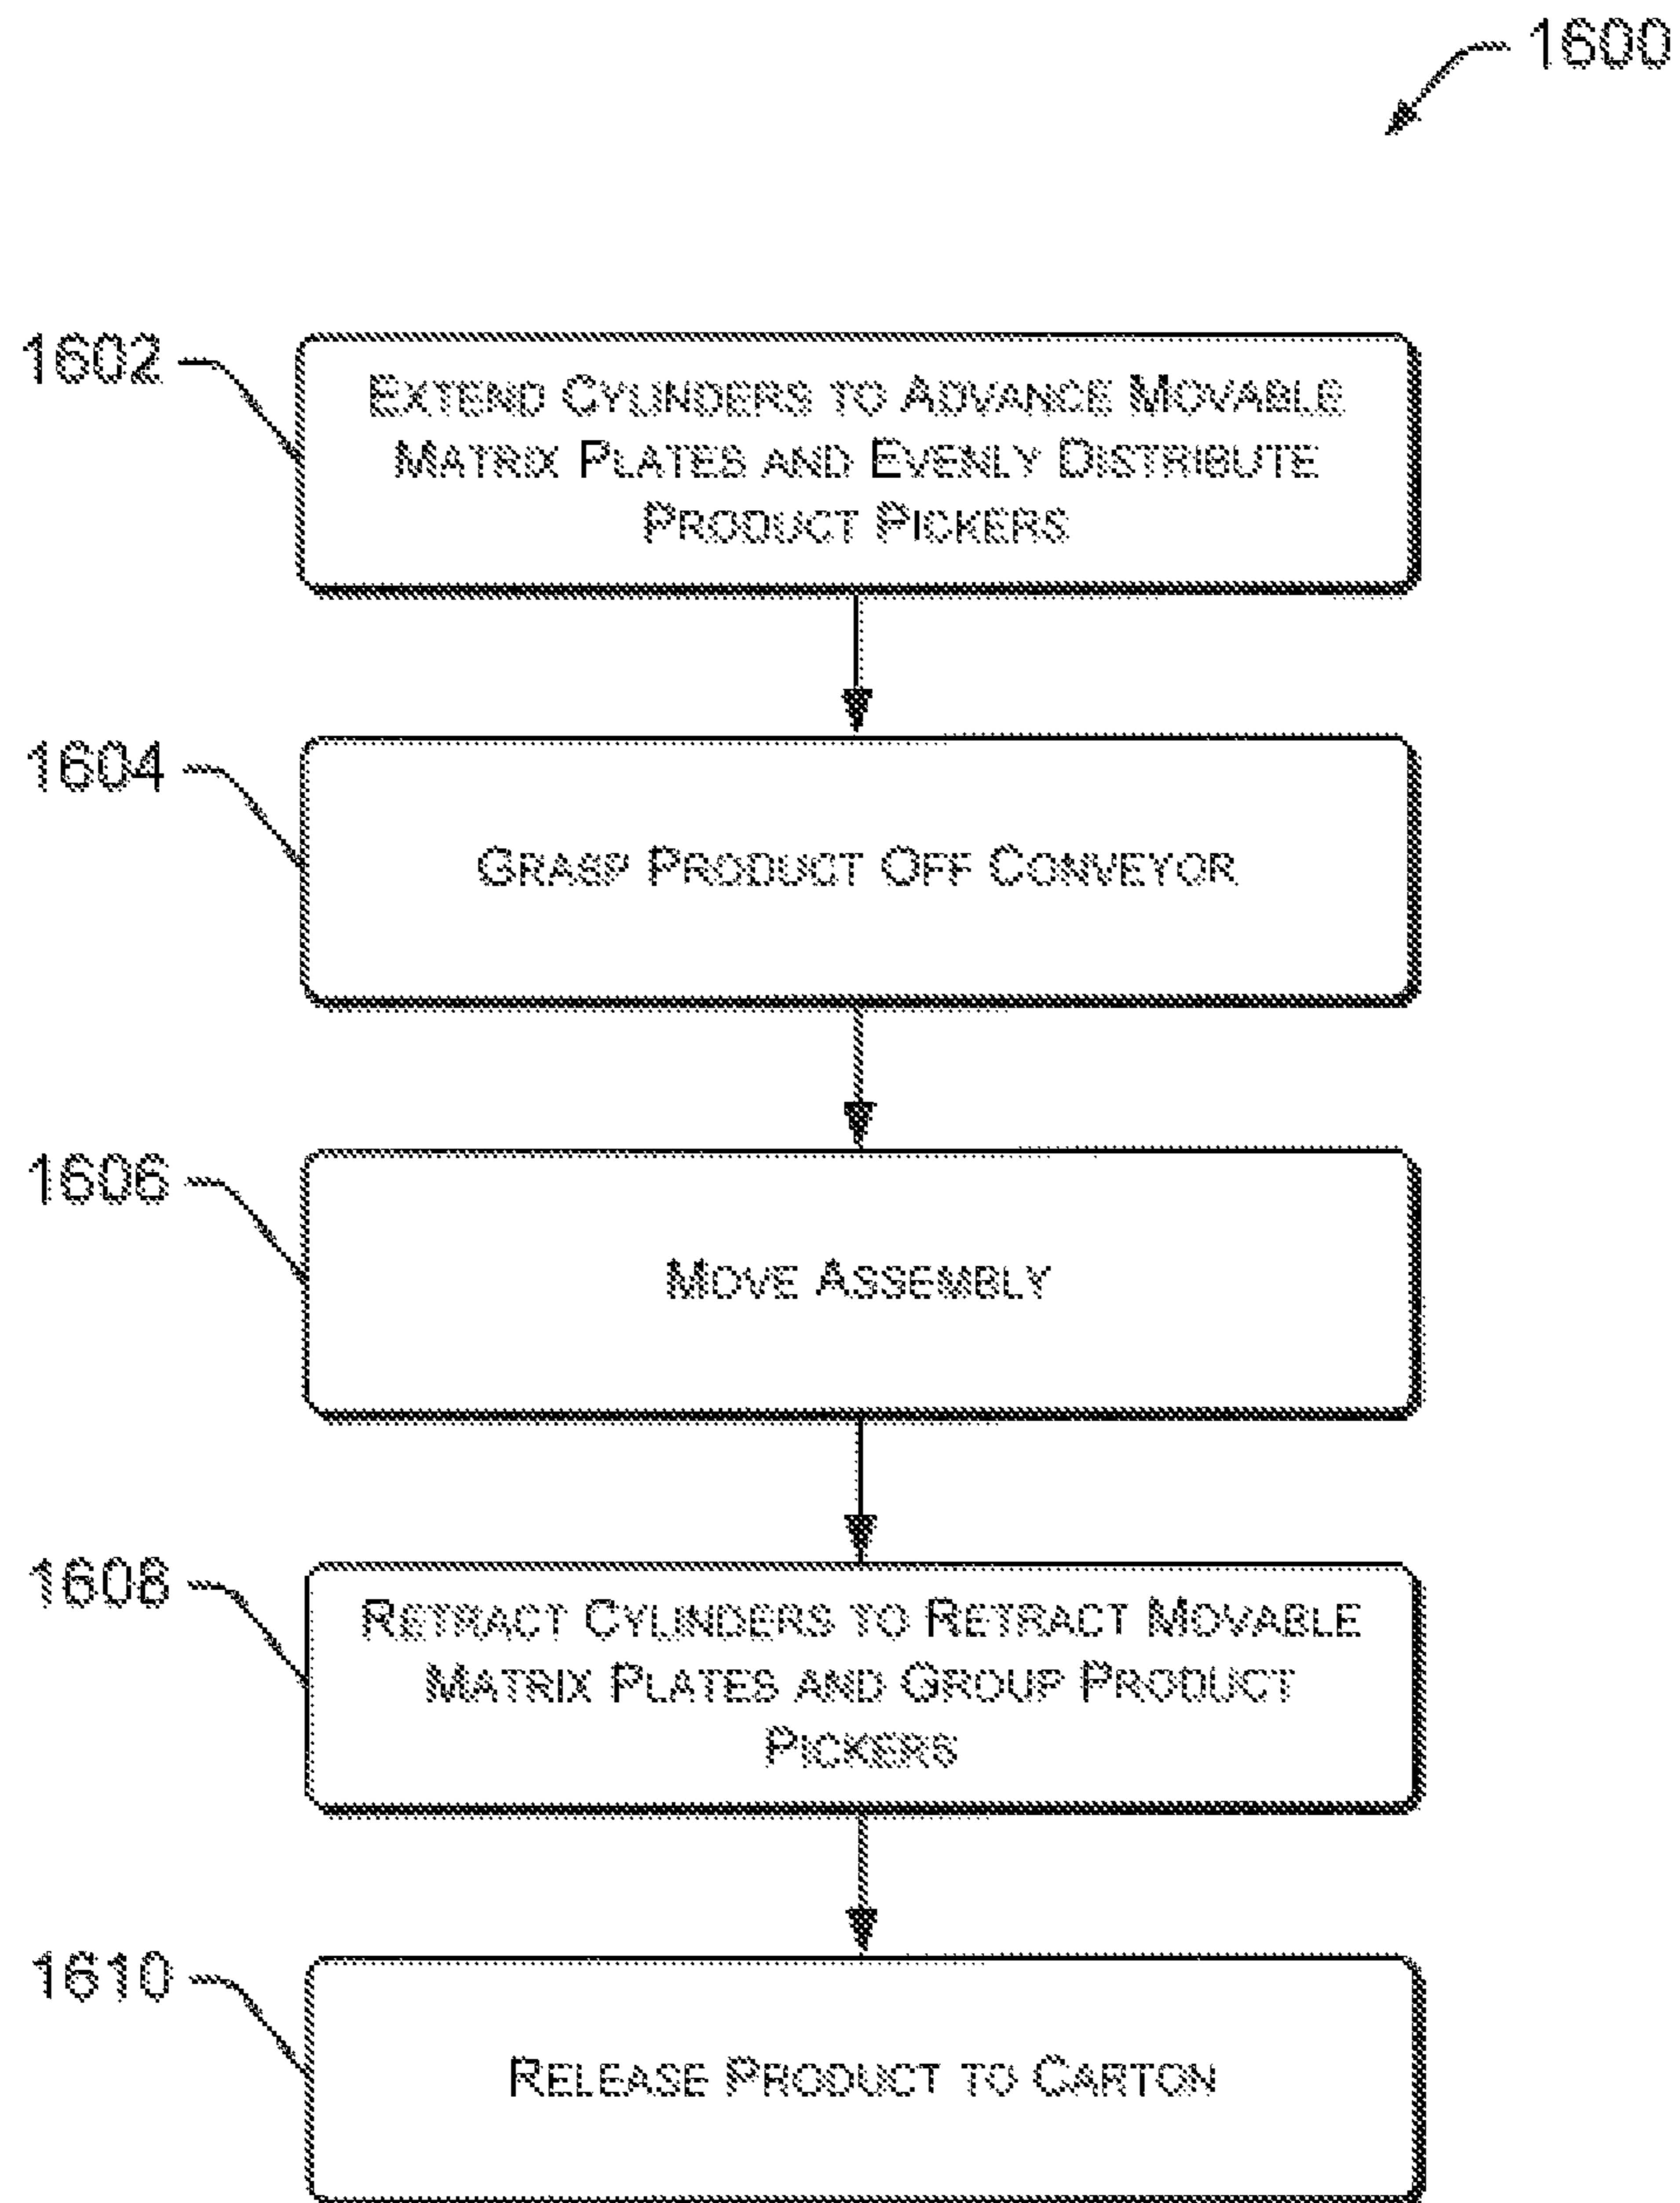 1600
1602
EXTEND CYLINDERS TO ADVANCE MOVABLE
MATRIX PLATES AND EVENLY DISTRIBUTE
PRODUCT PICKERS
1604
GRASP PRODUCT OFF CONVEYOR
1606
MOVE ASSEMBLY
1608
RETRACT CYLINDERS TO RETRACT MOVABLE
MATRIX PLATES AND GROUP PRODUCT
PICKERS
1610
RELEASE PRODUCT TO CARTON